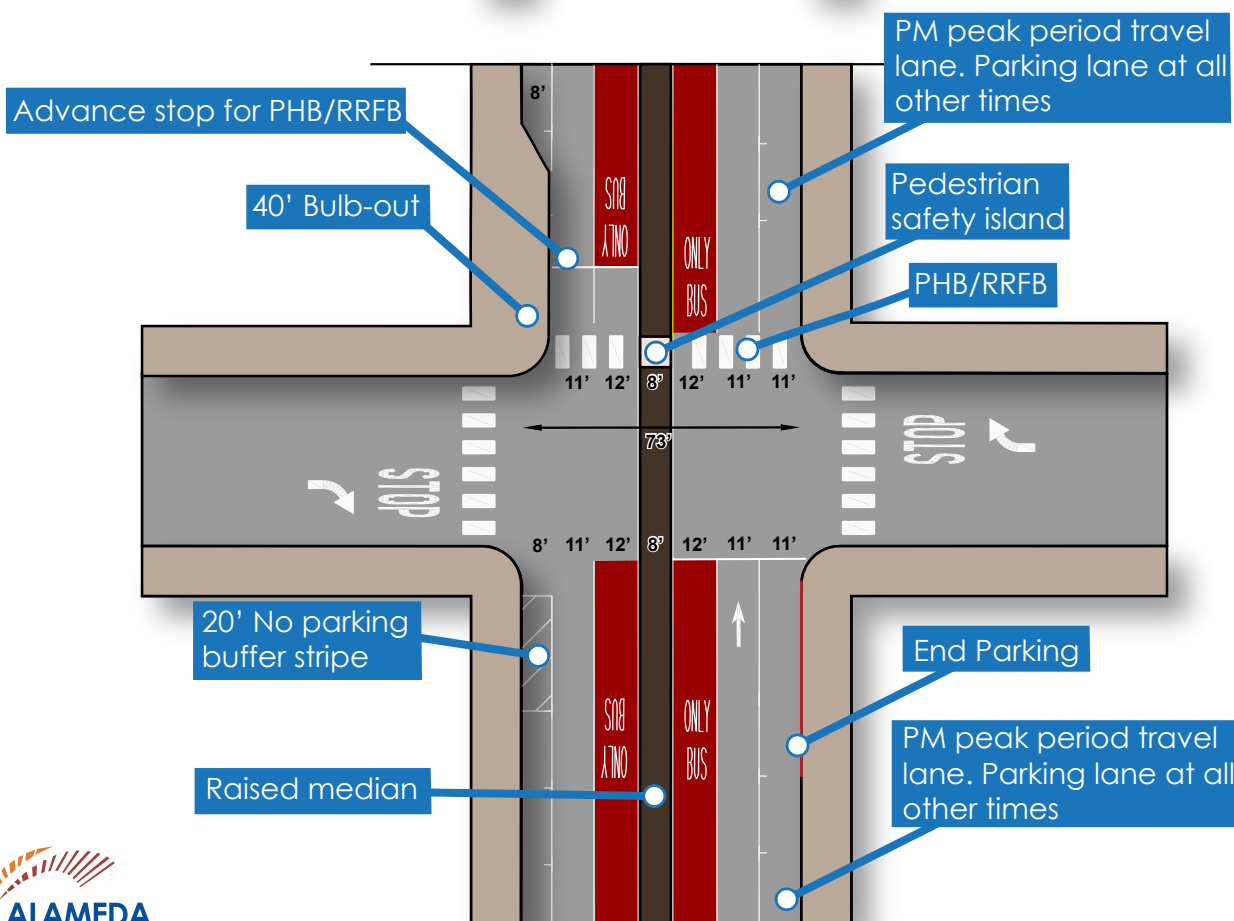 PM peak period travel
lane. Parking lane at all
other times
8’
Advance stop for PHB/RRFB
Pedestrian
safety island
40’ Bulb-out
BUS
ONLY
ONLY
BUS
PHB/RRFB
11’ 12’ 8’ 12’ 11’ 11’
73’
STOP
STOP
8’ 11’ 12’ 8’ 12’ 11’ 11’
20’ No parking
buffer stripe
End Parking
BUS
ONLY
ONLY
BUS
PM peak period travel
lane. Parking lane at all
other times
Raised median
ALAMEDA